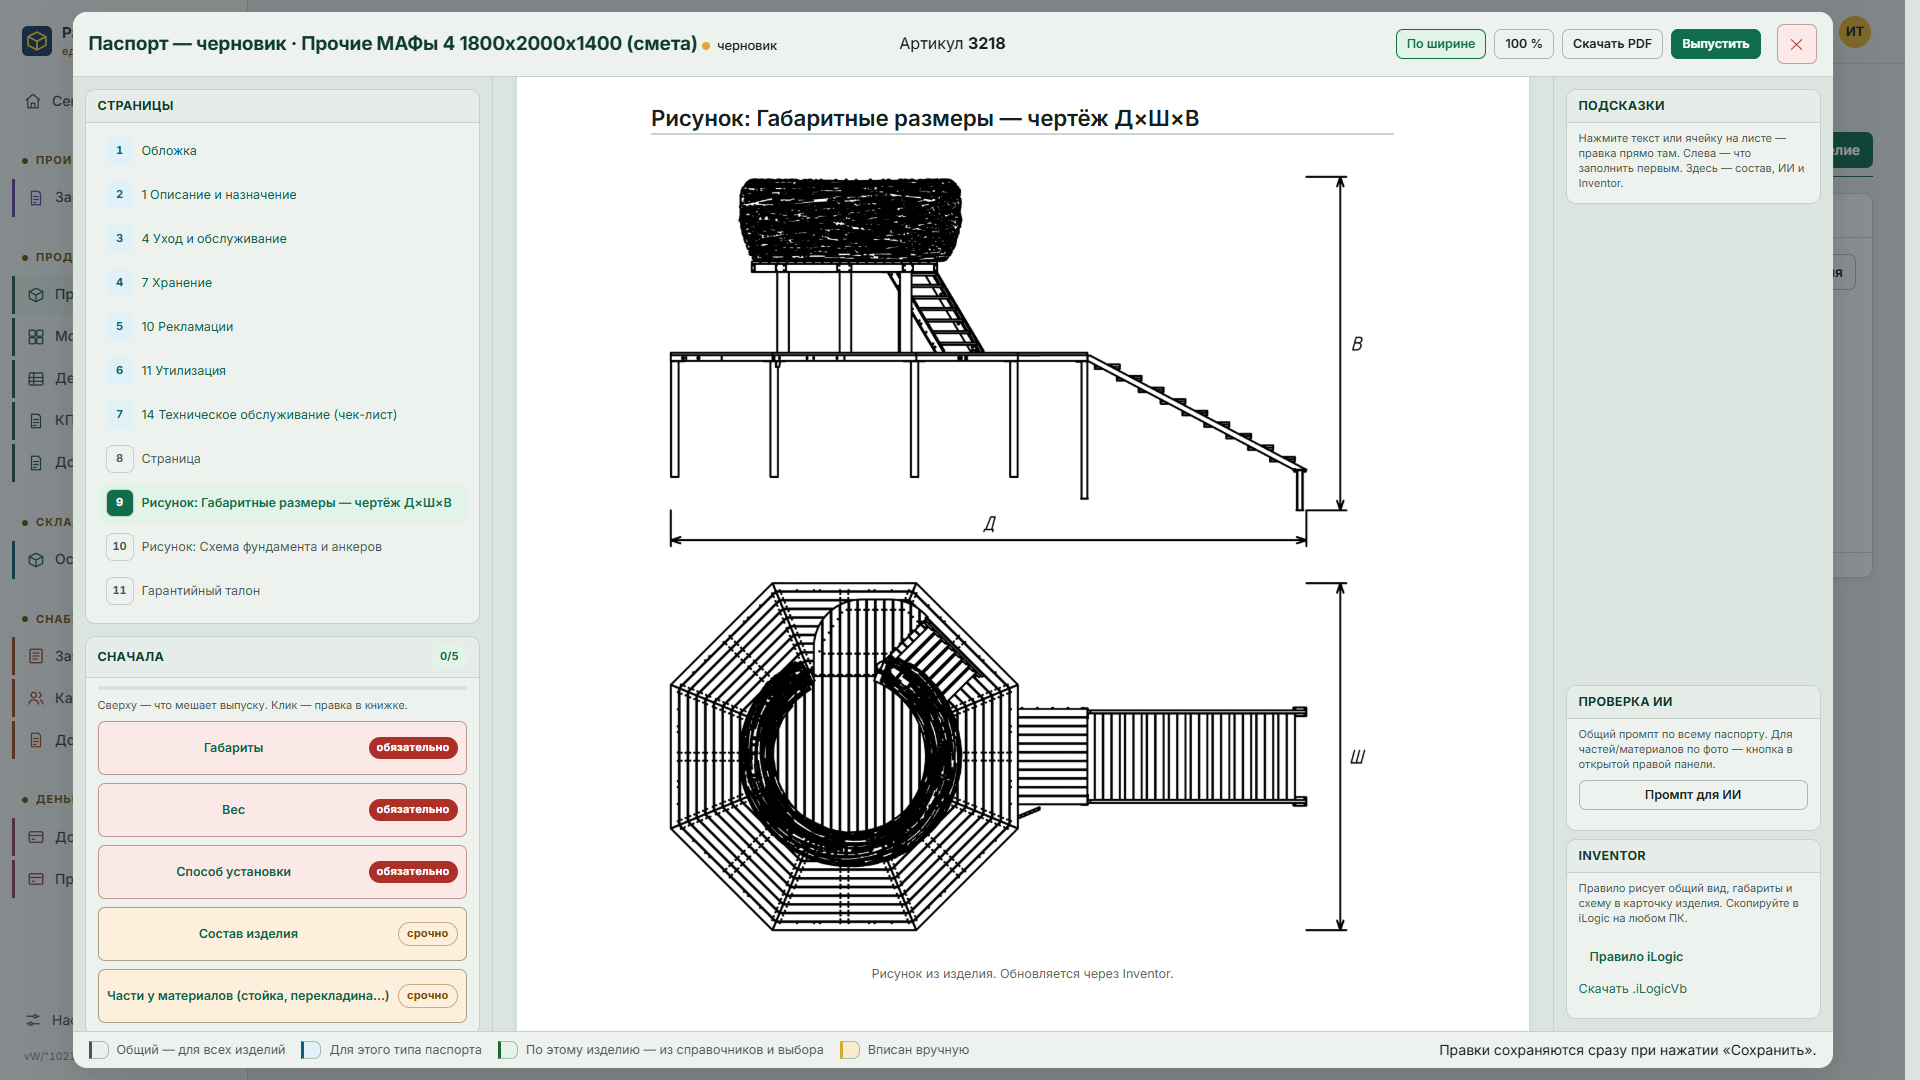 Паспорт — черновик · Прочие МАФы 4 1800x2000x1400 (смета)
черновик
Артикул 3218
По ширине
100 %
Скачать PDF
Выпустить
ИТ
СТРАНИЦЫ
1 Обложка
2 1 Описание и назначение
3 4 Уход и обслуживание
4 7 Хранение
5 10 Рекламации
6 11 Утилизация
7 14 Техническое обслуживание (чек-лист)
8 Страница
9 Рисунок: Габаритные размеры — чертёж Д×Ш×В
10 Рисунок: Схема фундамента и анкеров
11 Гарантийный талон
СНАЧАЛА
0/5
Сверху — что мешает выпуску. Клик — правка в книжке.
Габариты
обязательно
Вес
обязательно
Способ установки
обязательно
Состав изделия
срочно
Части у материалов (стойка, перекладина...)
срочно
Рисунок: Габаритные размеры — чертёж Д×Ш×В
В
Д
Ш
Рисунок из изделия. Обновляется через Inventor.
ПОДСКАЗКИ
Нажмите текст или ячейку на листе —
правка прямо там. Слева — что
заполнить первым. Здесь — состав, ИИ и
Inventor.
ПРОВЕРКА ИИ
Общий промпт по всему паспорту. Для
частей/материалов по фото — кнопка в
открытой правой панели.
Промпт для ИИ
INVENTOR
Правило рисует общий вид, габариты и
схему в карточку изделия. Скопируйте в
iLogic на любом ПК.
Правило iLogic
Скачать .iLogicVb
Общий — для всех изделий
Для этого типа паспорта
По этому изделию — из справочников и выбора
Вписан вручную
Правки сохраняются сразу при нажатии «Сохранить».